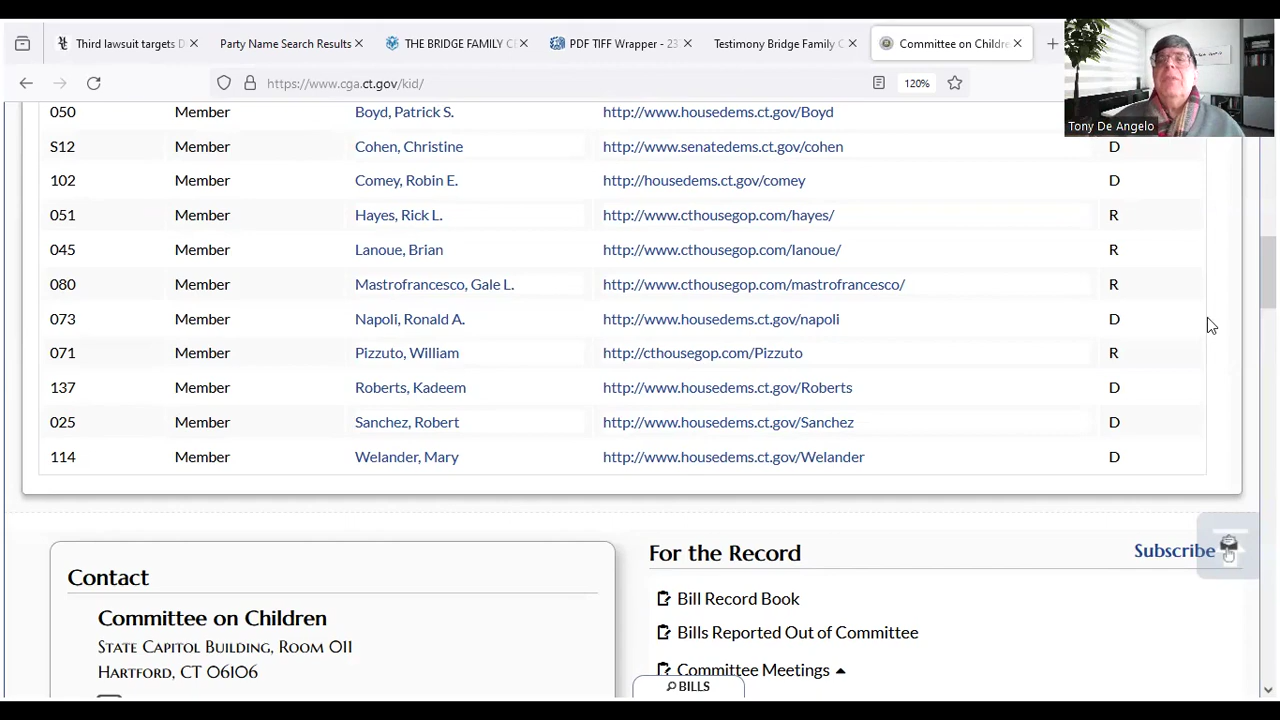 Third lawsuit targets D
Party Name Search Results
THE BRIDGE FAMILY CE
PDF TIFF Wrapper - 23
Testimony Bridge Family C
Committee on Childre
https://www.cga.ct.gov/kid/
120%
Tony De Angelo
050 Member Boyd, Patrick S. http://www.housedems.ct.gov/Boyd
S12 Member Cohen, Christine http://www.senatedems.ct.gov/cohen D
102 Member Comey, Robin E. http://housedems.ct.gov/comey D
051 Member Hayes, Rick L. http://www.cthousegop.com/hayes/ R
045 Member Lanoue, Brian http://www.cthousegop.com/lanoue/ R
080 Member Mastrofrancesco, Gale L. http://www.cthousegop.com/mastrofrancesco/ R
073 Member Napoli, Ronald A. http://www.housedems.ct.gov/napoli D
071 Member Pizzuto, William http://cthousegop.com/Pizzuto R
137 Member Roberts, Kadeem http://www.housedems.ct.gov/Roberts D
025 Member Sanchez, Robert http://www.housedems.ct.gov/Sanchez D
114 Member Welander, Mary http://www.housedems.ct.gov/Welander D
Contact
Committee on Children
State Capitol Building, Room 011
Hartford, CT 06106
For the Record
Subscribe
Bill Record Book
Bills Reported Out of Committee
Committee Meetings
BILLS